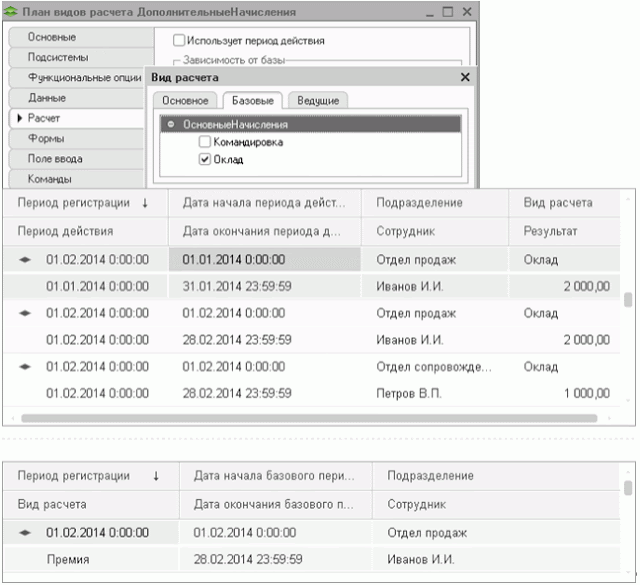 План видов расчета ДополнительныеНачисления
Основные
Подсистемы
Функциональные опции
Данные
Расчет
Формы
Поле ввода
Команды
Использует период действия
Зависимость от базы
Вид расчета
Основное Базовые Ведущие
ОсновныеНачисления
Командировка
Оклад
Период регистрации ↓ Дата начала периода дейст... Подразделение Вид расчета
Период действия Дата окончания периода д... Сотрудник Результат
01.02.2014 0:00:00 01.01.2014 0:00:00 Отдел продаж Оклад
01.01.2014 0:00:00 31.01.2014 23:59:59 Иванов И.И. 2 000,00
01.02.2014 0:00:00 01.02.2014 0:00:00 Отдел продаж Оклад
01.02.2014 0:00:00 28.02.2014 23:59:59 Иванов И.И. 2 000,00
01.02.2014 0:00:00 01.02.2014 0:00:00 Отдел сопровожде... Оклад
01.02.2014 0:00:00 28.02.2014 23:59:59 Петров В.П. 1 000,00
Период регистрации ↓ Дата начала базового пери... Подразделение
Вид расчета Дата окончания базового п... Сотрудник
01.02.2014 0:00:00 01.02.2014 0:00:00 Отдел продаж
Премия 28.02.2014 23:59:59 Иванов И.И.